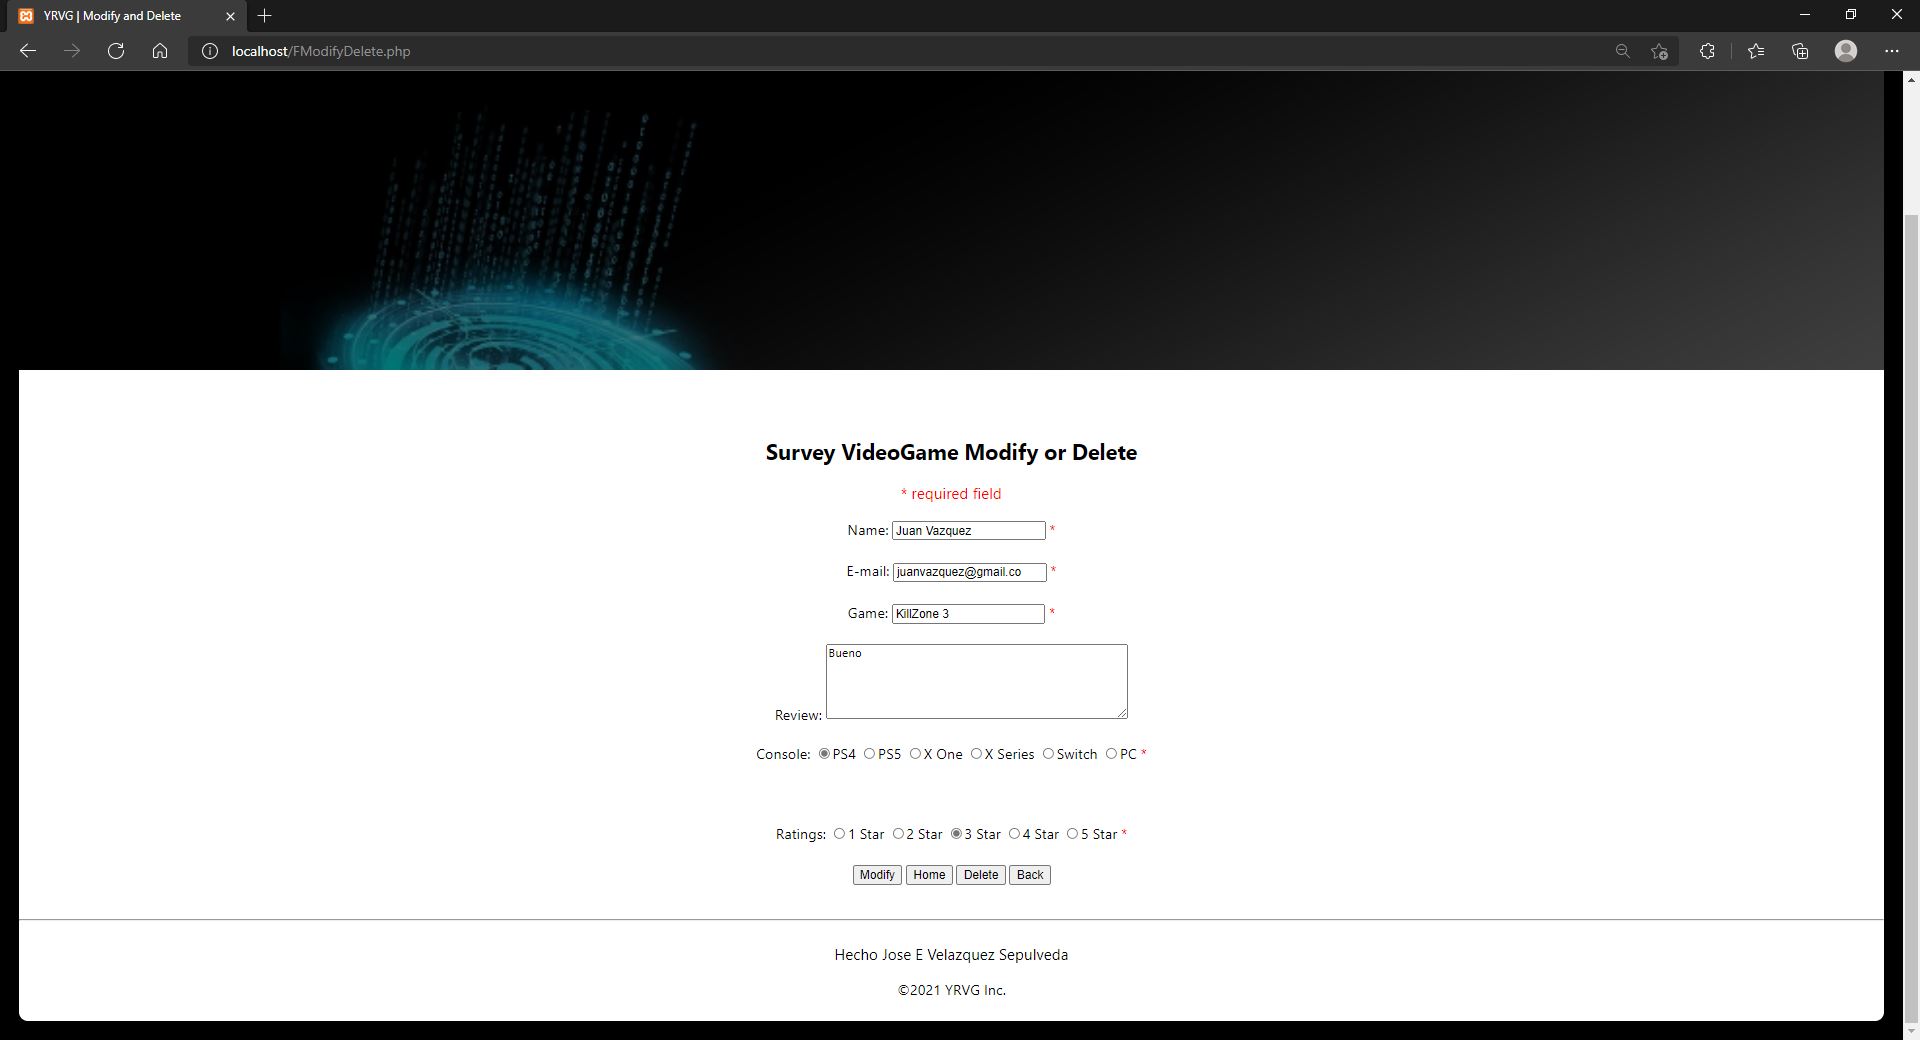 YRVG | Modify and Delete
localhost/FModifyDelete.php
Survey VideoGame Modify or Delete
* required field
Name: Juan Vazquez *
E-mail: juanvazquez@gmail.co *
Game: KillZone 3 *
Bueno
Review:
Console: PS4 PS5 X One X Series Switch PC *
Ratings: 1 Star 2 Star 3 Star 4 Star 5 Star *
Modify Home Delete Back
Hecho Jose E Velazquez Sepulveda
©2021 YRVG Inc.